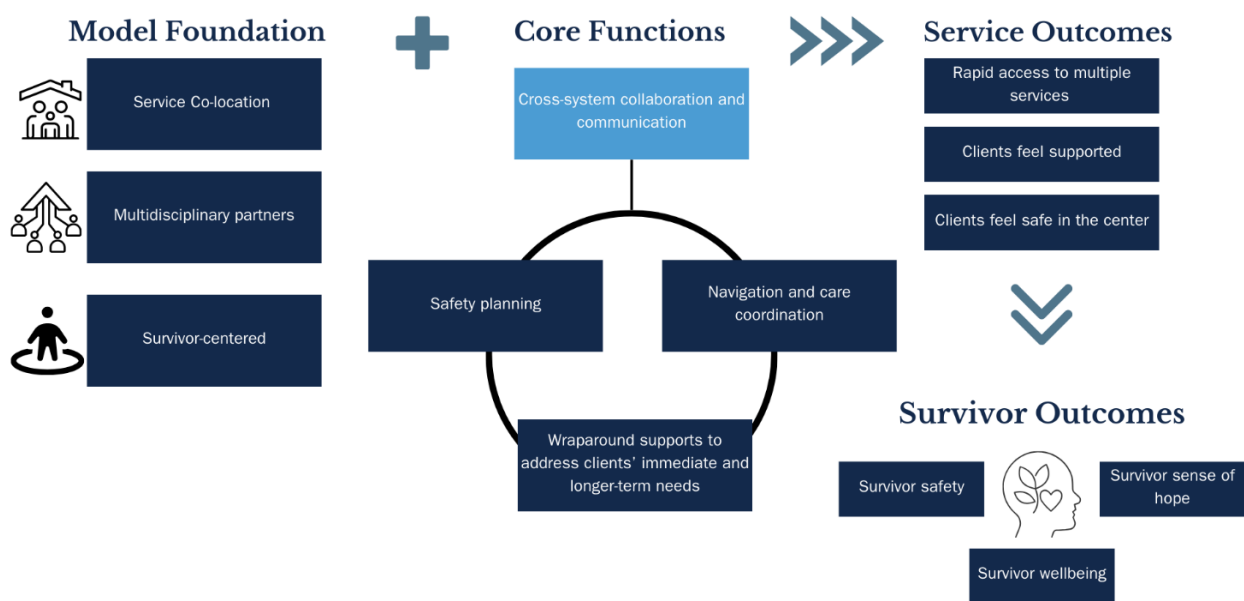 Model Foundation
Service Co-location
Multidisciplinary partners
Survivor-centered
Core Functions
Cross-system collaboration and
communication
Safety planning
Navigation and care
coordination
Wraparound supports to
address clients’ immediate and
longer-term needs
Service Outcomes
Rapid access to multiple
services
Clients feel supported
Clients feel safe in the center
Survivor Outcomes
Survivor safety
Survivor sense of
hope
Survivor wellbeing